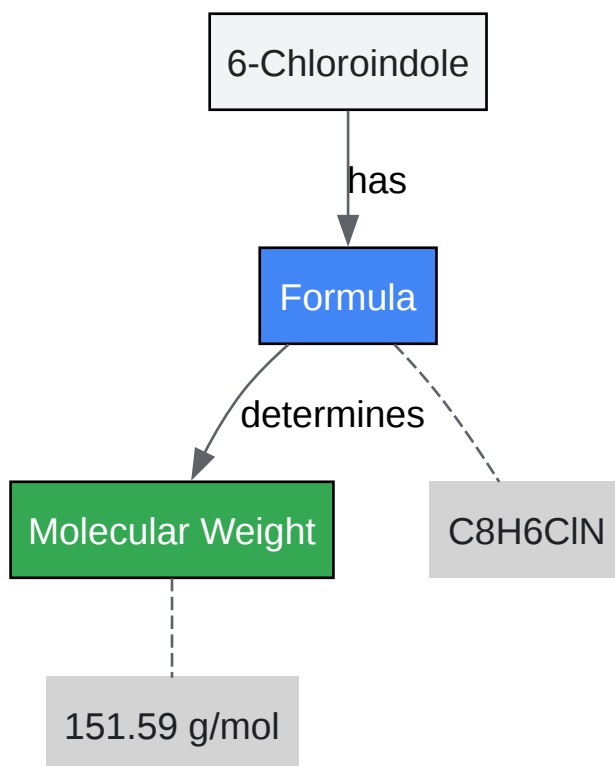 6-Chloroindole
has
Formula
determines
Molecular Weight
C8H6ClN
151.59 g/mol